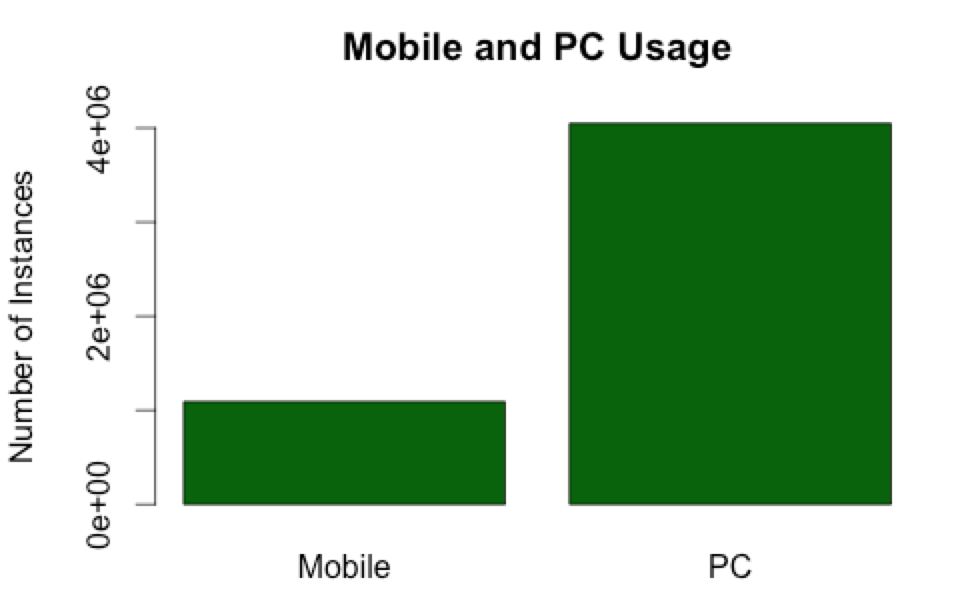 Mobile and PC Usage
Number of Instances
4e+06
2e+06
0e+00
Mobile
PC